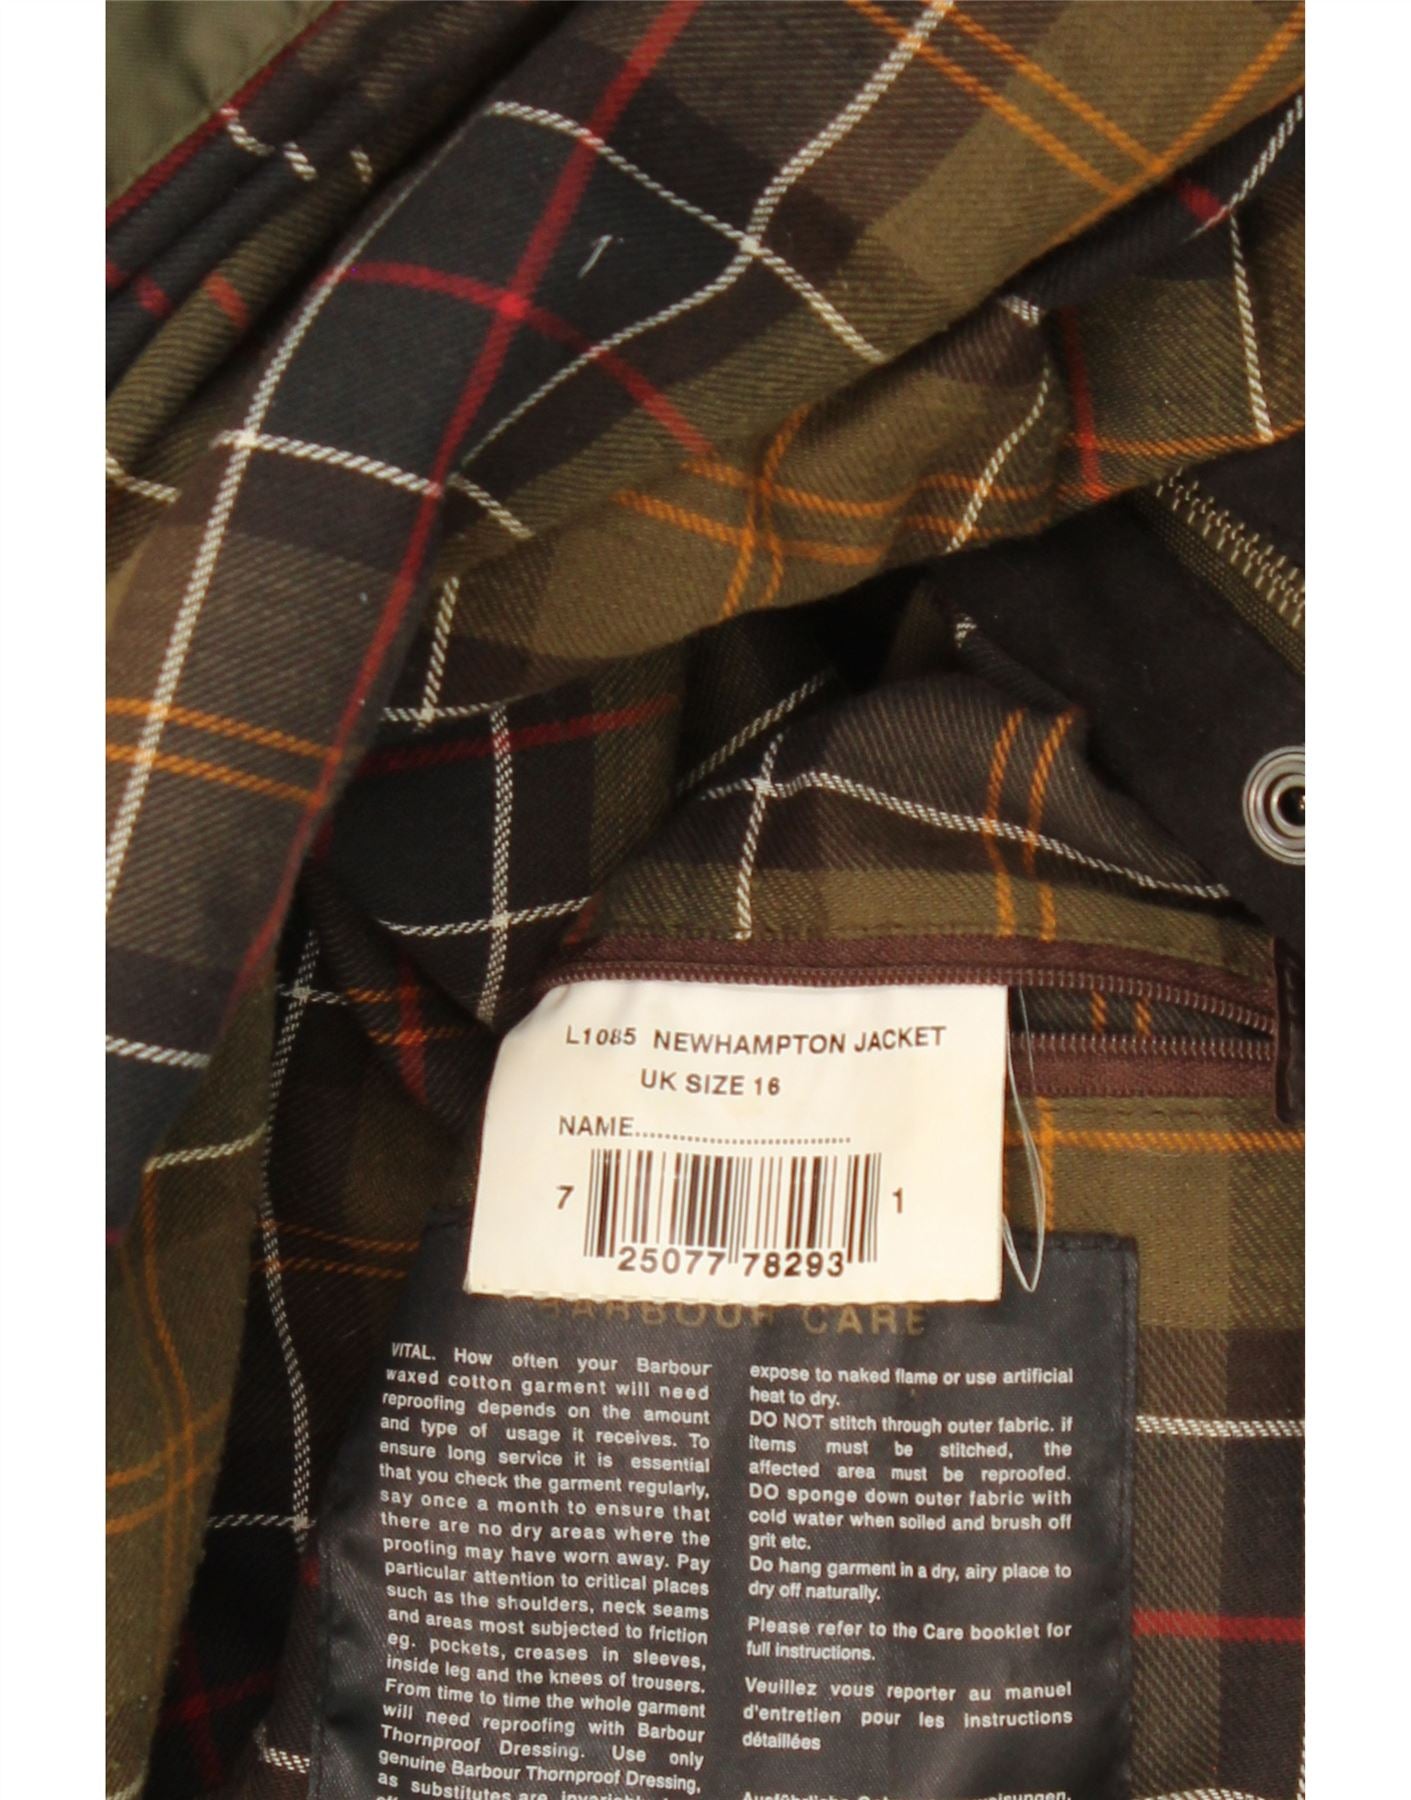 L1085 NEWHAMPTON JACKET
UK SIZE 16
NAME..............................
7 25077 78293 1
BARBOUR CARE
VITAL. How often your Barbour
waxed cotton garment will need
reproofing depends on the amount
and type of usage it receives. To
ensure long service it is essential
that you check the garment regularly,
say once a month to ensure that
there are no dry areas where the
proofing may have worn away. Pay
particular attention to critical places
such as the shoulders, neck seams
and areas most subjected to friction
eg. pockets, creases in sleeves,
inside leg and the knees of trousers.
From time to time the whole garment
will need reproofing with Barbour
Thornproof Dressing. Use only
genuine Barbour Thornproof Dressing,
as substitutes are
expose to naked flame or use artificial
heat to dry.
DO NOT stitch through outer fabric. if
items must be stitched, the
affected area must be reproofed.
DO sponge down outer fabric with
cold water when soiled and brush off
grit etc.
Do hang garment in a dry, airy place to
dry off naturally.
Please refer to the Care booklet for
full instructions.
Veuillez vous reporter au manuel
d'entretien pour les instructions
détaillées